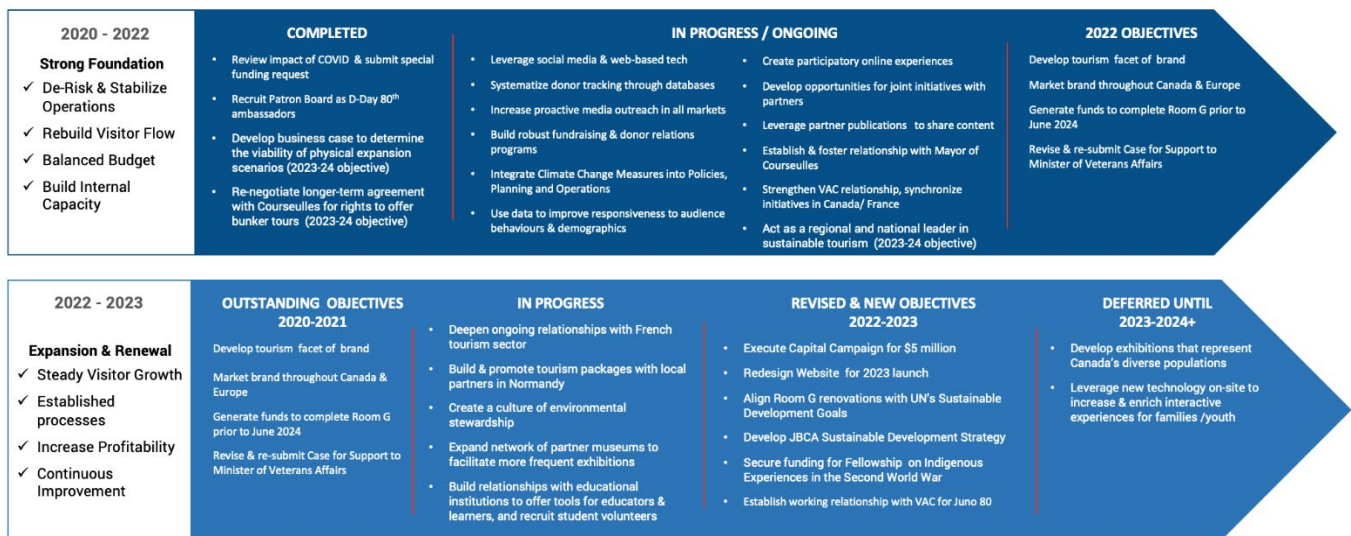 2020 - 2022
Strong Foundation
✓ De-Risk & Stabilize
Operations
✓ Rebuild Visitor Flow
✓ Balanced Budget
✓ Build Internal
Capacity
COMPLETED
• Review impact of COVID & submit special
funding request
• Recruit Patron Board as D-Day 80th
ambassadors
• Develop business case to determine
the viability of physical expansion
scenarios (2023-24 objective)
• Re-negotiate longer-term agreement
with Courseulles for rights to offer
bunker tours (2023-24 objective)
IN PROGRESS / ONGOING
• Leverage social media & web-based tech
• Systematize donor tracking through databases
• Increase proactive media outreach in all markets
• Build robust fundraising & donor relations
programs
• Integrate Climate Change Measures into Policies,
Planning and Operations
• Use data to improve responsiveness to audience
behaviours & demographics
• Create participatory online experiences
• Develop opportunities for joint initiatives with
partners
• Leverage partner publications to share content
• Establish & foster relationship with Mayor of
Courseulles
• Strengthen VAC relationship, synchronize
initiatives in Canada/ France
• Act as a regional and national leader in
sustainable tourism (2023-24 objective)
2022 OBJECTIVES
Develop tourism facet of brand
Market brand throughout Canada & Europe
Generate funds to complete Room G prior to
June 2024
Revise & re-submit Case for Support to
Minister of Veterans Affairs
2022 - 2023
Expansion & Renewal
✓ Steady Visitor Growth
✓ Established
processes
✓ Increase Profitability
✓ Continuous
Improvement
OUTSTANDING OBJECTIVES
2020-2021
Develop tourism facet of brand
Market brand throughout Canada &
Europe
Generate funds to complete Room G
prior to June 2024
Revise & re-submit Case for Support to
Minister of Veterans Affairs
IN PROGRESS
• Deepen ongoing relationships with French
tourism sector
• Build & promote tourism packages with local
partners in Normandy
• Create a culture of environmental
stewardship
• Expand network of partner museums to
facilitate more frequent exhibitions
• Build relationships with educational
institutions to offer tools for educators &
learners, and recruit student volunteers
REVISED & NEW OBJECTIVES
2022-2023
• Execute Capital Campaign for $5 million
• Redesign Website for 2023 launch
• Align Room G renovations with UN's Sustainable
Development Goals
• Develop JBCA Sustainable Development Strategy
• Secure funding for Fellowship on Indigenous
Experiences in the Second World War
• Establish working relationship with VAC for Juno 80
DEFERRED UNTIL
2023-2024+
• Develop exhibitions that represent
Canada's diverse populations
• Leverage new technology on-site to
increase & enrich interactive
experiences for families /youth